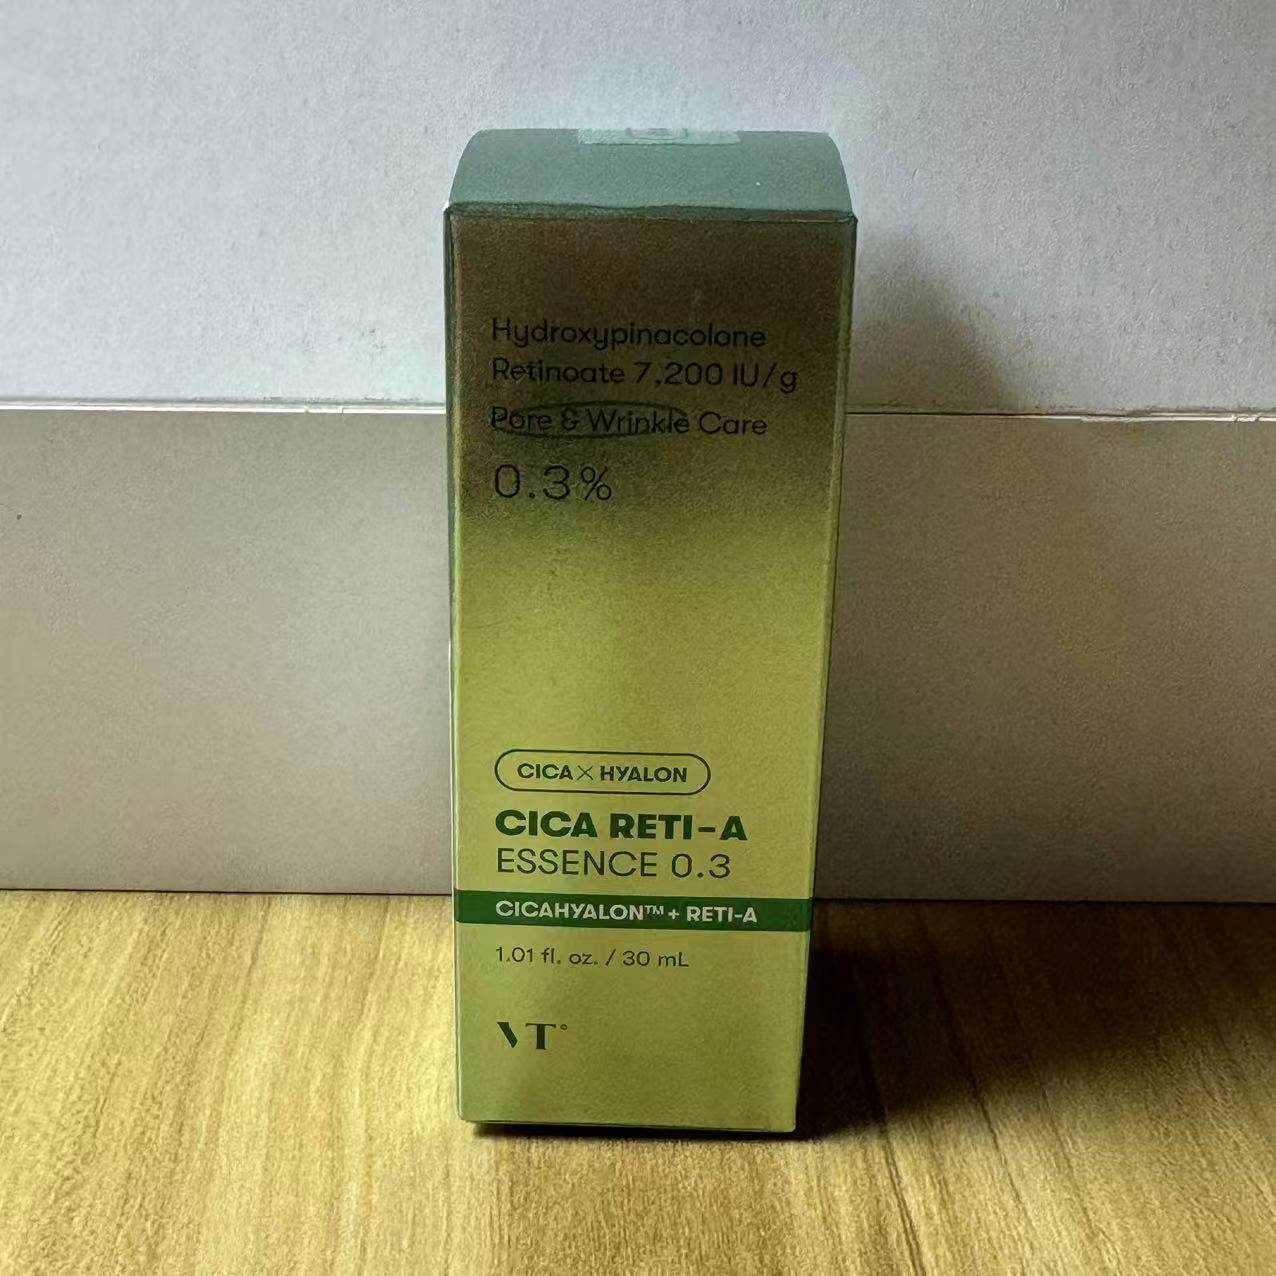 Hydroxypinacolone
Retinoate 7,200 IU/g
Pore & Wrinkle Care
0.3%
CICA × HYALON
CICA RETI-A
ESSENCE 0.3
CICAHYALON™ + RETI-A
1.01 fl. oz. / 30 mL
VT